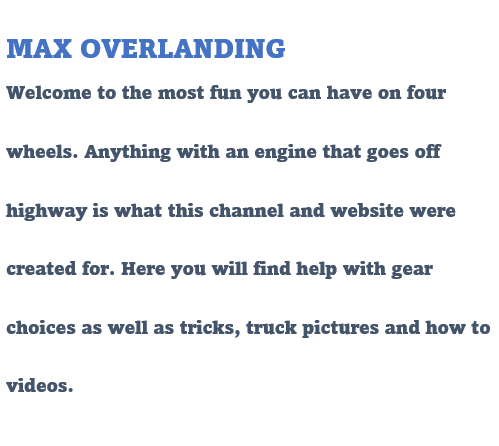 MAX OVERLANDING
Welcome to the most fun you can have on four
wheels. Anything with an engine that goes off
highway is what this channel and website were
created for. Here you will find help with gear
choices as well as tricks, truck pictures and how to
videos.